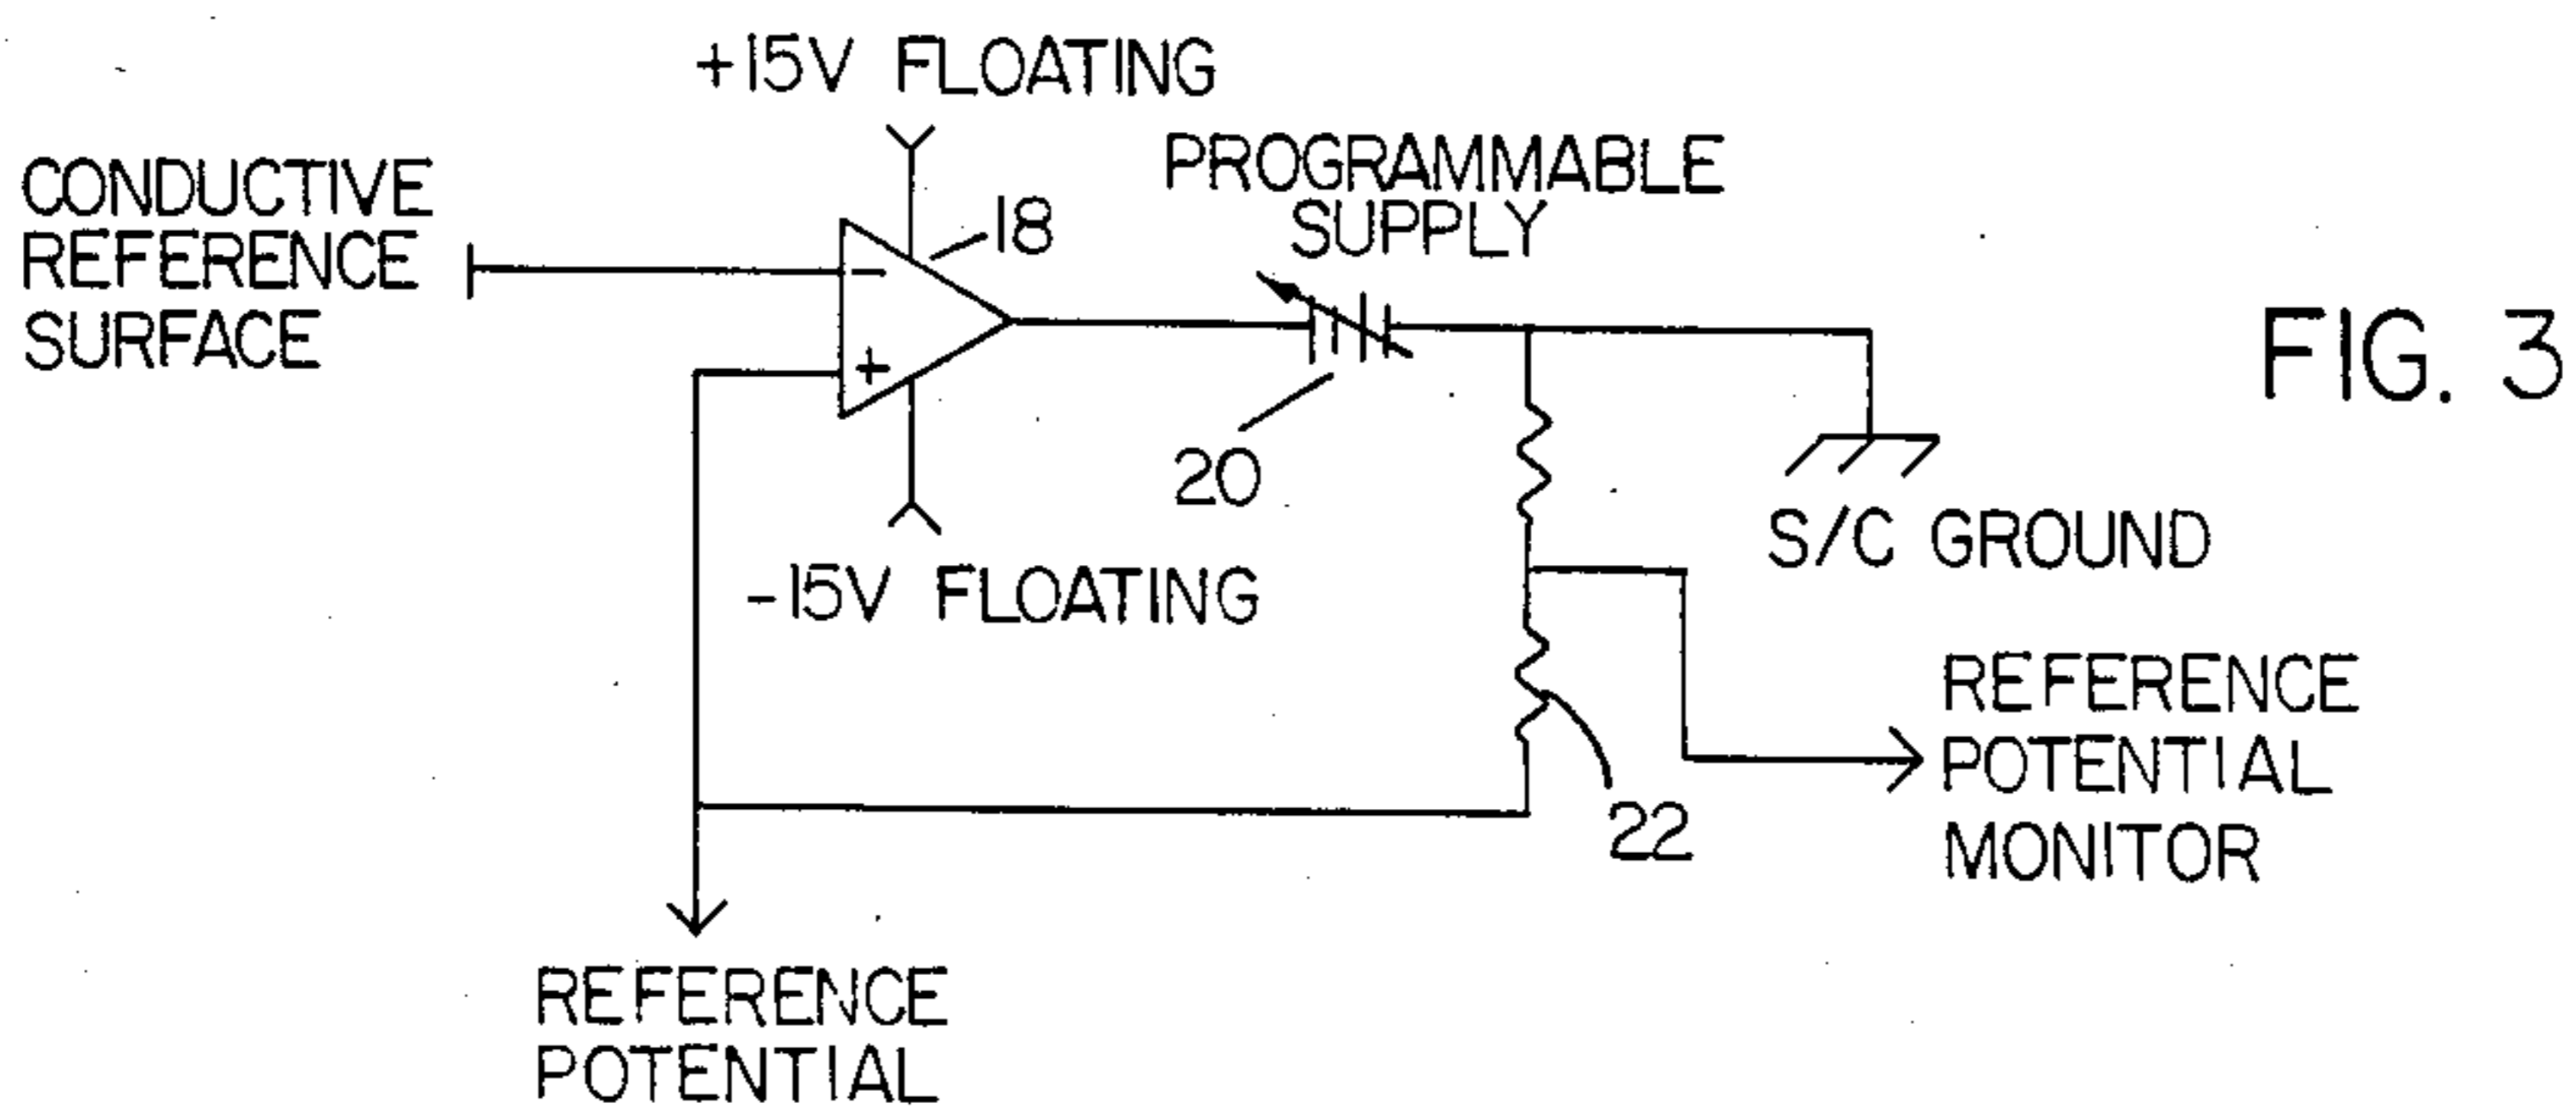 +15V FLOATING
CONDUCTIVE
REFERENCE
SURFACE
PROGRAMMABLE
SUPPLY
18
−
+
20
-15V FLOATING
FIG. 3
S/C GROUND
22
REFERENCE
POTENTIAL
MONITOR
REFERENCE
POTENTIAL